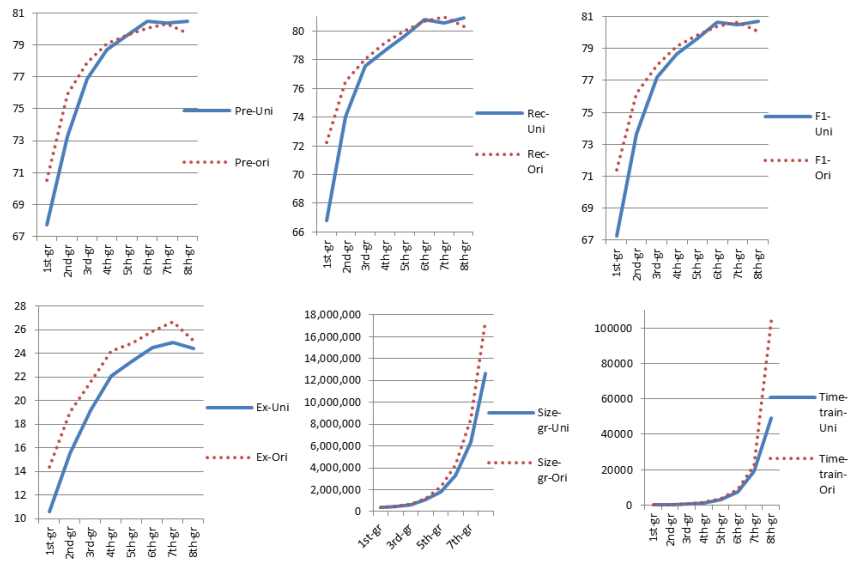 81
79
77
75
73
71
69
67
1st-gr
2nd-gr
3rd-gr
4th-gr
5th-gr
6th-gr
7th-gr
8th-gr
Pre-Uni
Pre-ori
80
78
76
74
72
70
68
66
1st-gr
2nd-gr
3rd-gr
4th-gr
5th-gr
6th-gr
7th-gr
8th-gr
Rec-
Uni
Rec-
Ori
81
79
77
75
73
71
69
67
1st-gr
2nd-gr
3rd-gr
4th-gr
5th-gr
6th-gr
7th-gr
8th-gr
F1-
Uni
F1-
Ori
28
26
24
22
20
18
16
14
12
10
1st-gr
2nd-gr
3rd-gr
4th-gr
5th-gr
6th-gr
7th-gr
8th-gr
Ex-Uni
Ex-Ori
18,000,000
16,000,000
14,000,000
12,000,000
10,000,000
8,000,000
6,000,000
4,000,000
2,000,000
0
1st-gr
3rd-gr
5th-gr
7th-gr
Size-
gr-Uni
Size-
gr-Ori
100000
80000
60000
40000
20000
0
1st-gr
2nd-gr
3rd-gr
4th-gr
5th-gr
6th-gr
7th-gr
8th-gr
Time-
train-
Uni
Time-
train-
Ori